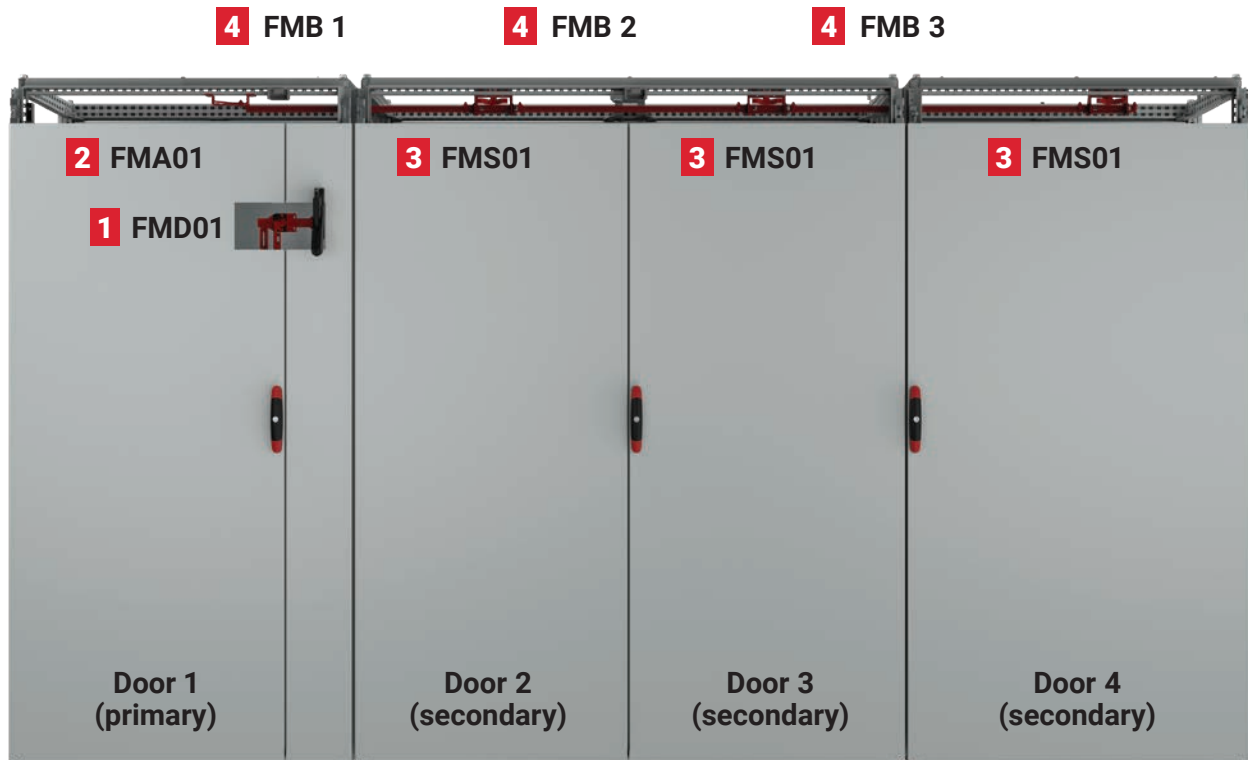 4 FMB 1
4 FMB 2
4 FMB 3
2 FMA01
3 FMS01
3 FMS01
3 FMS01
1 FMD01
Door 1
(primary)
Door 2
(secondary)
Door 3
(secondary)
Door 4
(secondary)